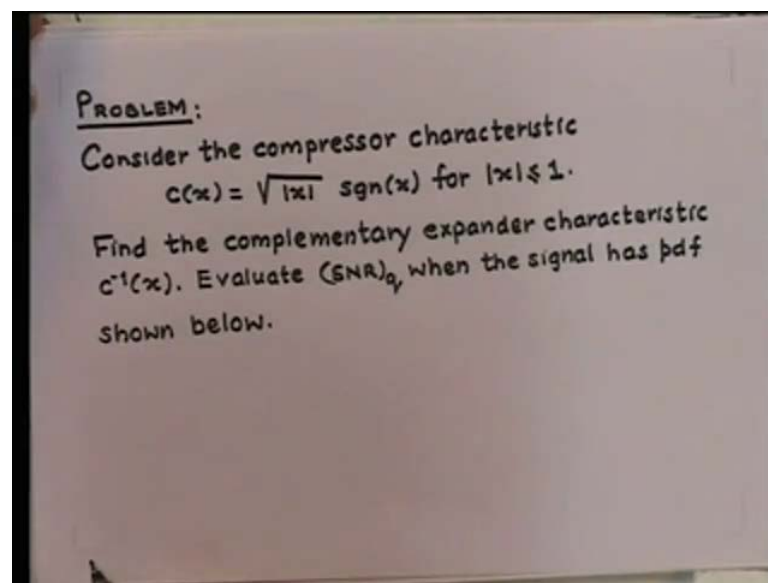 PROBLEM:
Consider the compressor characteristic
c(x) = √|x| sgn(x) for |x| ≤ 1.
Find the complementary expander characteristic
c⁻¹(x). Evaluate (SNR)q, when the signal has pdf
shown below.